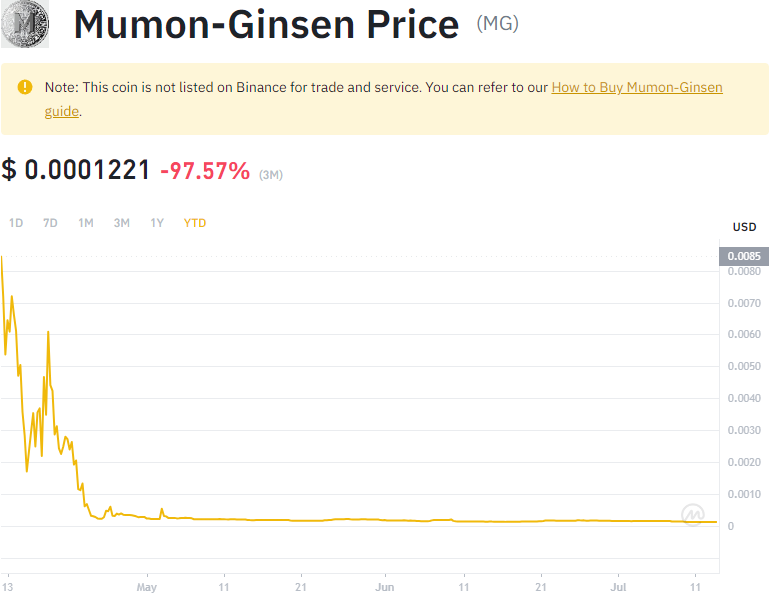 Mumon-Ginsen Price (MG)
Note: This coin is not listed on Binance for trade and service. You can refer to our How to Buy Mumon-Ginsen
guide.
$ 0.0001221 -97.57% (3M)
1D 7D 1M 3M 1Y YTD
USD
0.0085
0.0080
0.0070
0.0060
0.0050
0.0040
0.0030
0.0020
0.0010
0
13 May 11 21 Jun 11 21 Jul 11